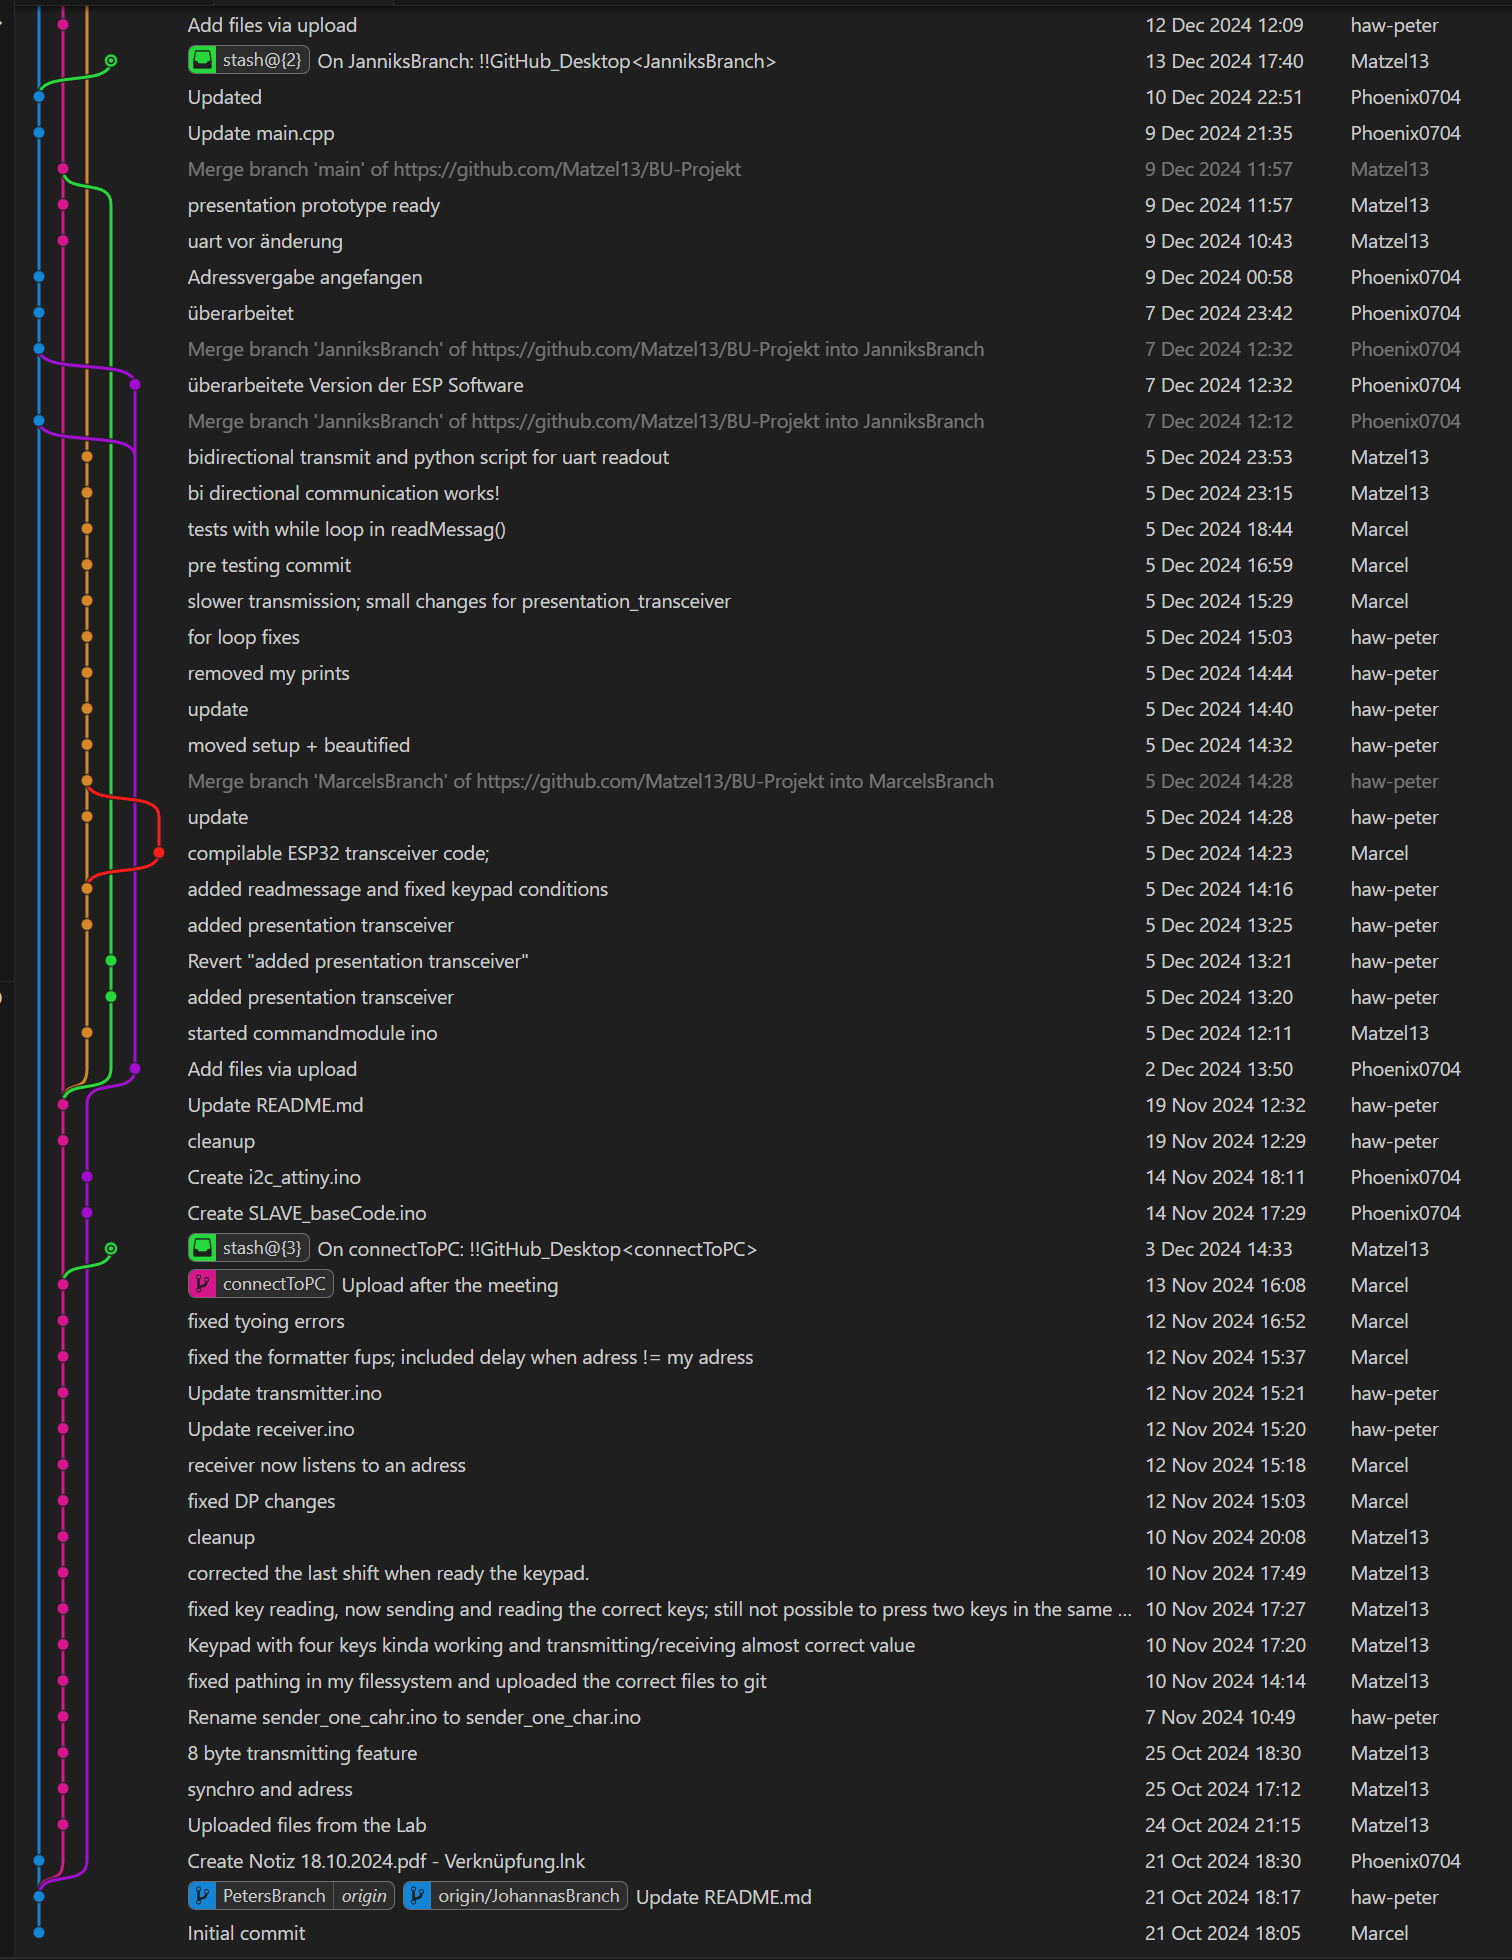 Add files via upload 12 Dec 2024 12:09 haw-peter
stash@{2} On JanniksBranch: !!GitHub_Desktop<JanniksBranch> 13 Dec 2024 17:40 Matzel13
Updated 10 Dec 2024 22:51 Phoenix0704
Update main.cpp 9 Dec 2024 21:35 Phoenix0704
Merge branch 'main' of https://github.com/Matzel13/BU-Projekt 9 Dec 2024 11:57 Matzel13
presentation prototype ready 9 Dec 2024 11:57 Matzel13
uart vor änderung 9 Dec 2024 10:43 Matzel13
Adressvergabe angefangen 9 Dec 2024 00:58 Phoenix0704
überarbeitet 7 Dec 2024 23:42 Phoenix0704
Merge branch 'JanniksBranch' of https://github.com/Matzel13/BU-Projekt into JanniksBranch 7 Dec 2024 12:32 Phoenix0704
überarbeitete Version der ESP Software 7 Dec 2024 12:32 Phoenix0704
Merge branch 'JanniksBranch' of https://github.com/Matzel13/BU-Projekt into JanniksBranch 7 Dec 2024 12:12 Phoenix0704
bidirectional transmit and python script for uart readout 5 Dec 2024 23:53 Matzel13
bi directional communication works! 5 Dec 2024 23:15 Matzel13
tests with while loop in readMessag() 5 Dec 2024 18:44 Marcel
pre testing commit 5 Dec 2024 16:59 Marcel
slower transmission; small changes for presentation_transceiver 5 Dec 2024 15:29 Marcel
for loop fixes 5 Dec 2024 15:03 haw-peter
removed my prints 5 Dec 2024 14:44 haw-peter
update 5 Dec 2024 14:40 haw-peter
moved setup + beautified 5 Dec 2024 14:32 haw-peter
Merge branch 'MarcelsBranch' of https://github.com/Matzel13/BU-Projekt into MarcelsBranch 5 Dec 2024 14:28 haw-peter
update 5 Dec 2024 14:28 haw-peter
compilable ESP32 transceiver code; 5 Dec 2024 14:23 Marcel
added readmessage and fixed keypad conditions 5 Dec 2024 14:16 haw-peter
added presentation transceiver 5 Dec 2024 13:25 haw-peter
Revert "added presentation transceiver" 5 Dec 2024 13:21 haw-peter
added presentation transceiver 5 Dec 2024 13:20 haw-peter
started commandmodule ino 5 Dec 2024 12:11 Matzel13
Add files via upload 2 Dec 2024 13:50 Phoenix0704
Update README.md 19 Nov 2024 12:32 haw-peter
cleanup 19 Nov 2024 12:29 haw-peter
Create i2c_attiny.ino 14 Nov 2024 18:11 Phoenix0704
Create SLAVE_baseCode.ino 14 Nov 2024 17:29 Phoenix0704
stash@{3} On connectToPC: !!GitHub_Desktop<connectToPC> 3 Dec 2024 14:33 Matzel13
connectToPC Upload after the meeting 13 Nov 2024 16:08 Marcel
fixed tyoing errors 12 Nov 2024 16:52 Marcel
fixed the formatter fups; included delay when adress != my adress 12 Nov 2024 15:37 Marcel
Update transmitter.ino 12 Nov 2024 15:21 haw-peter
Update receiver.ino 12 Nov 2024 15:20 haw-peter
receiver now listens to an adress 12 Nov 2024 15:18 Marcel
fixed DP changes 12 Nov 2024 15:03 Marcel
cleanup 10 Nov 2024 20:08 Matzel13
corrected the last shift when ready the keypad. 10 Nov 2024 17:49 Matzel13
fixed key reading, now sending and reading the correct keys; still not possible to press two keys in the same ... 10 Nov 2024 17:27 Matzel13
Keypad with four keys kinda working and transmitting/receiving almost correct value 10 Nov 2024 17:20 Matzel13
fixed pathing in my filessystem and uploaded the correct files to git 10 Nov 2024 14:14 Matzel13
Rename sender_one_cahr.ino to sender_one_char.ino 7 Nov 2024 10:49 haw-peter
8 byte transmitting feature 25 Oct 2024 18:30 Matzel13
synchro and adress 25 Oct 2024 17:12 Matzel13
Uploaded files from the Lab 24 Oct 2024 21:15 Matzel13
Create Notiz 18.10.2024.pdf - Verknüpfung.lnk 21 Oct 2024 18:30 Phoenix0704
PetersBranch origin origin/JohannasBranch Update README.md 21 Oct 2024 18:17 haw-peter
Initial commit 21 Oct 2024 18:05 Marcel